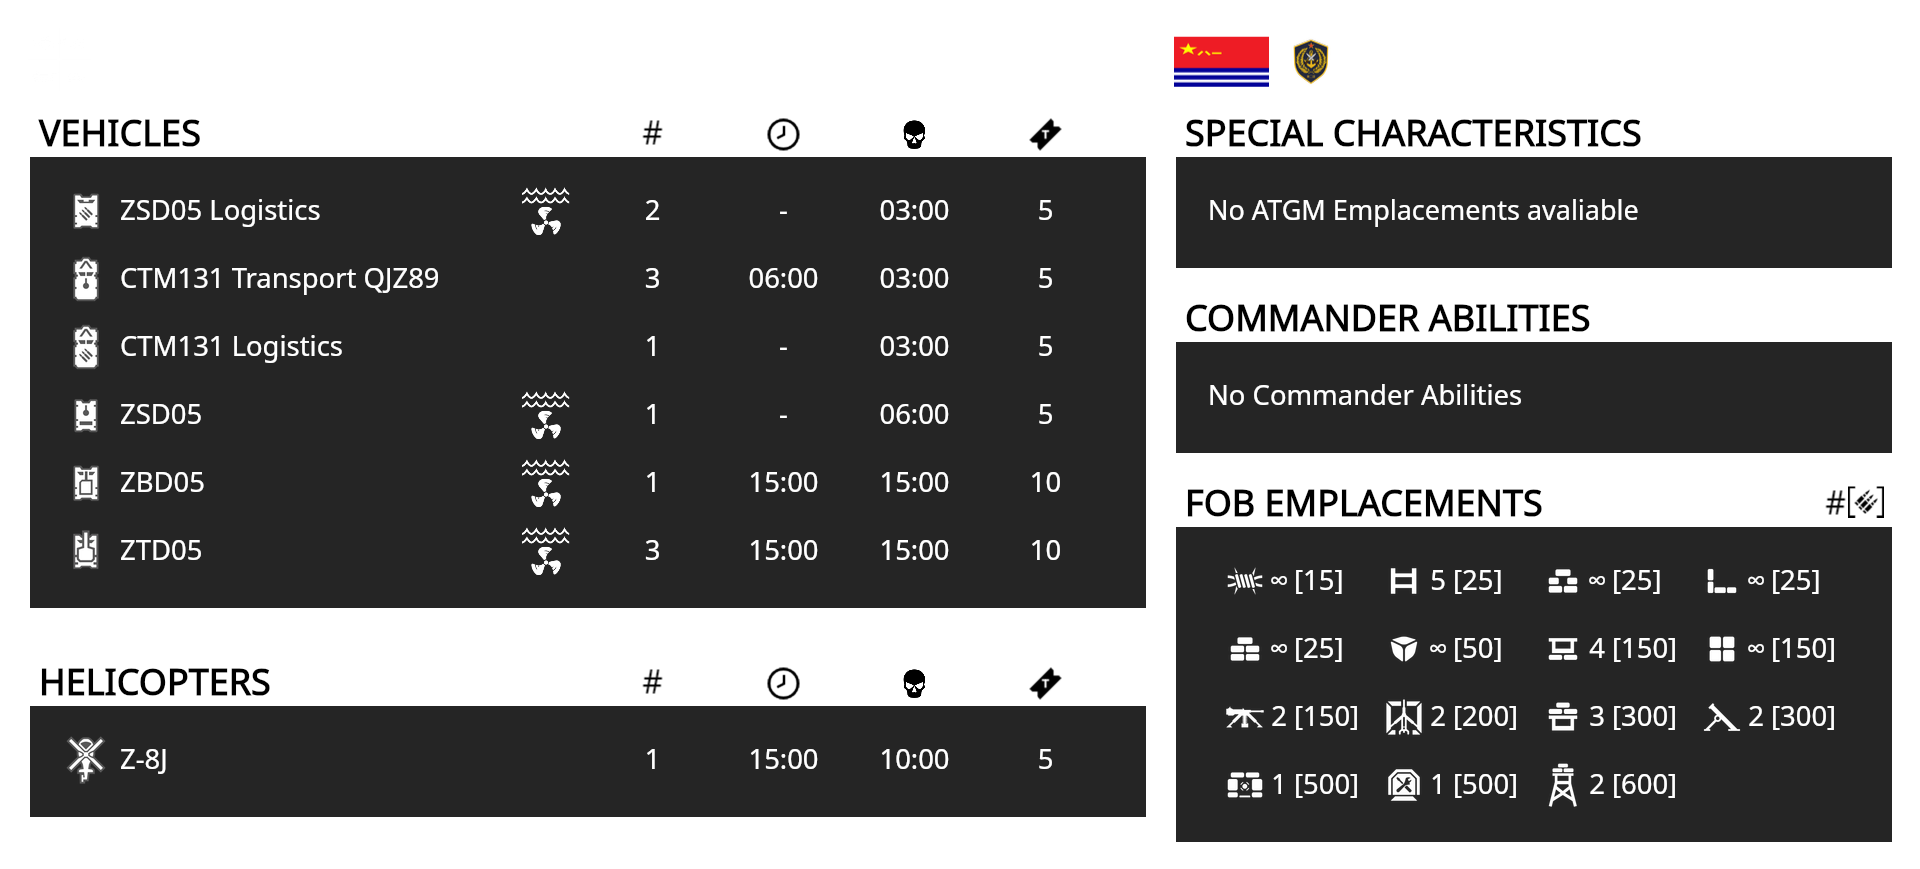 VEHICLES #
ZSD05 Logistics 2 - 03:00 5
CTM131 Transport QJZ89 3 06:00 03:00 5
CTM131 Logistics 1 - 03:00 5
ZSD05 1 - 06:00 5
ZBD05 1 15:00 15:00 10
ZTD05 3 15:00 15:00 10
HELICOPTERS #
Z-8J 1 15:00 10:00 5
SPECIAL CHARACTERISTICS
No ATGM Emplacements avaliable
COMMANDER ABILITIES
No Commander Abilities
FOB EMPLACEMENTS #[]
∞ [15] 5 [25] ∞ [25] ∞ [25]
∞ [25] ∞ [50] 4 [150] ∞ [150]
2 [150] 2 [200] 3 [300] 2 [300]
1 [500] 1 [500] 2 [600]